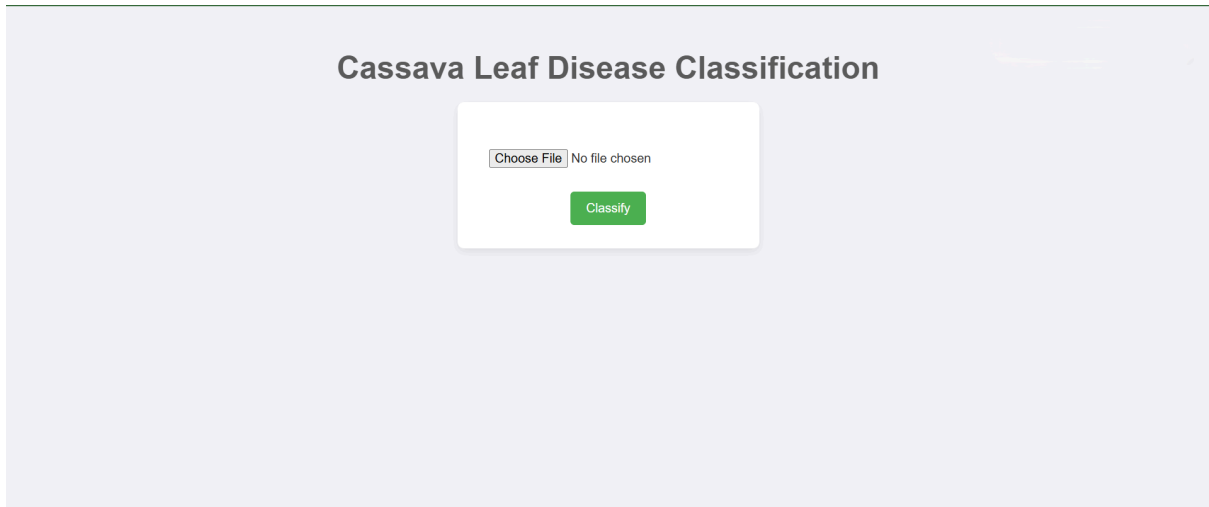 Cassava Leaf Disease Classification
Choose File No file chosen
Classify